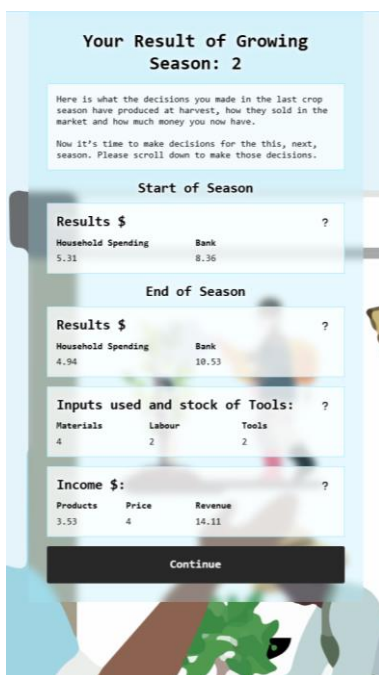 Your Result of Growing
Season: 2
Here is what the decisions you made in the last crop
season have produced at harvest, how they sold in the
market and how much money you now have.
Now it's time to make decisions for the this, next,
season. Please scroll down to make those decisions.
Start of Season
Results $ ?
Household Spending Bank
5.31 8.36
End of Season
Results $ ?
Household Spending Bank
4.94 10.53
Inputs used and stock of Tools: ?
Materials Labour Tools
4 2 2
Income $: ?
Products Price Revenue
3.53 4 14.11
Continue